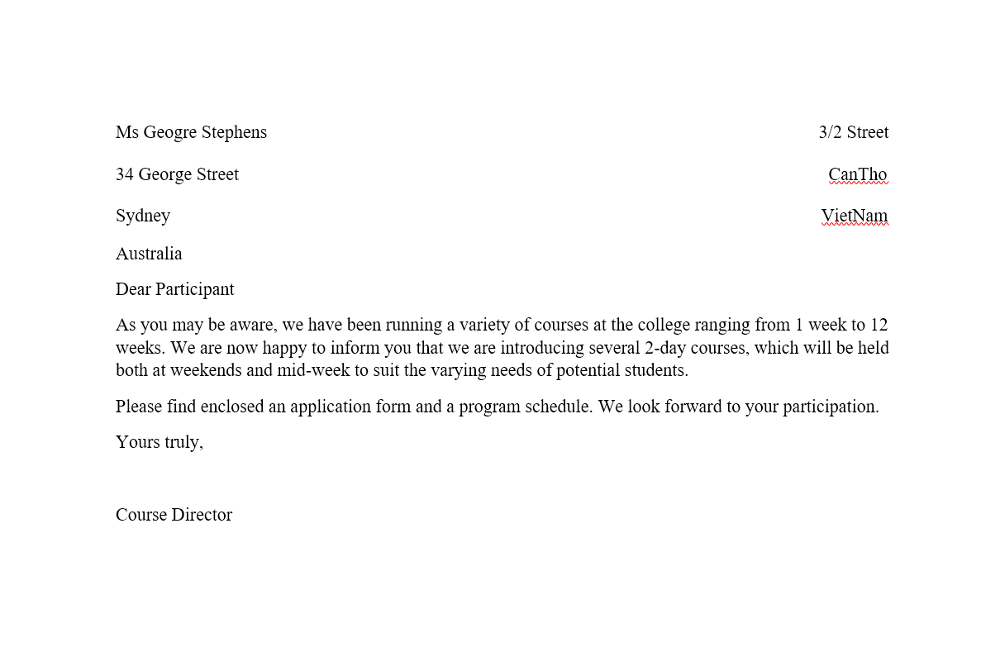 Ms Geogre Stephens 3/2 Street
34 George Street CanTho
Sydney VietNam
Australia
Dear Participant
As you may be aware, we have been running a variety of courses at the college ranging from 1 week to 12
weeks. We are now happy to inform you that we are introducing several 2-day courses, which will be held
both at weekends and mid-week to suit the varying needs of potential students.
Please find enclosed an application form and a program schedule. We look forward to your participation.
Yours truly,
Course Director